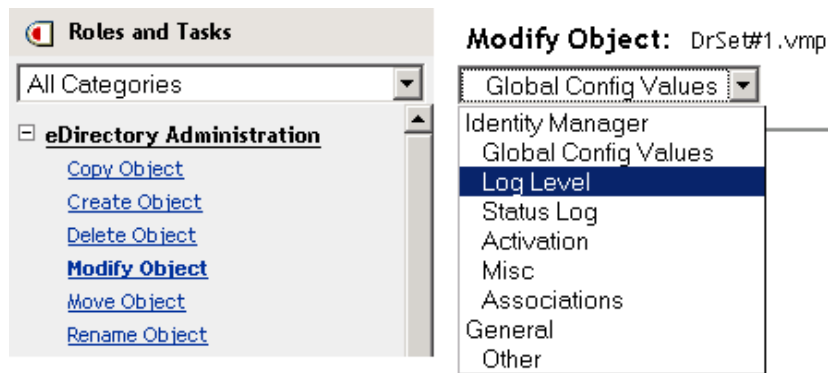 Roles and Tasks
All Categories
eDirectory Administration
Copy Object
Create Object
Delete Object
Modify Object
Move Object
Rename Object
Modify Object: DrSet#1.vmp
Global Config Values
Identity Manager
Global Config Values
Log Level
Status Log
Activation
Misc
Associations
General
Other